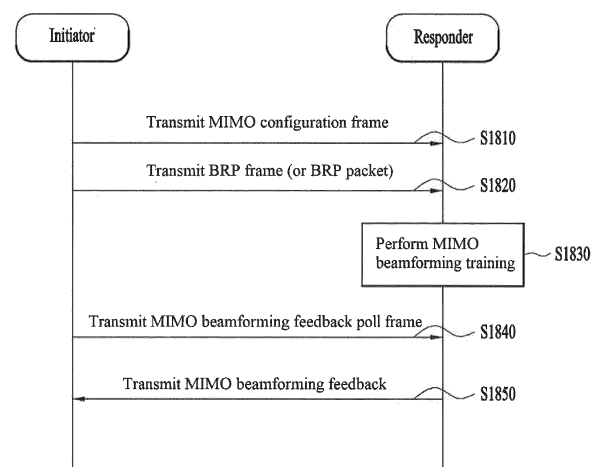 Initiator
Responder
Transmit MIMO configuration frame
S1810
Transmit BRP frame (or BRP packet)
S1820
Perform MIMO
beamforming training
S1830
Transmit MIMO beamforming feedback poll frame
S1840
Transmit MIMO beamforming feedback
S1850